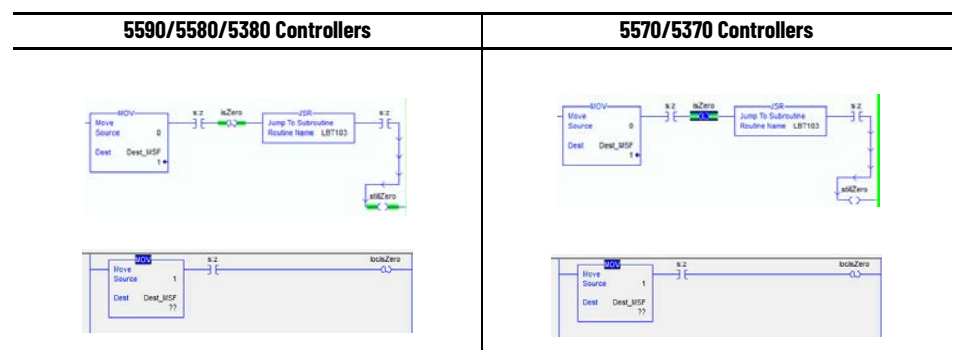 5590/5580/5380 Controllers
5570/5370 Controllers
MOV
Move
Source 0
Dest Dest_MSF
1
s:z
isZero
L
JSR
Jump To Subroutine
Routine Name LBT103
s:z
stillZero
MOV
Move
Source 0
Dest Dest_MSF
1
s:z
isZero
L
JSR
Jump To Subroutine
Routine Name LBT103
s:z
stillZero
MOV
Move
Source 1
Dest Dest_MSF
??
s:z
locIsZero
L
MOV
Move
Source 1
Dest Dest_MSF
??
s:z
locIsZero
L